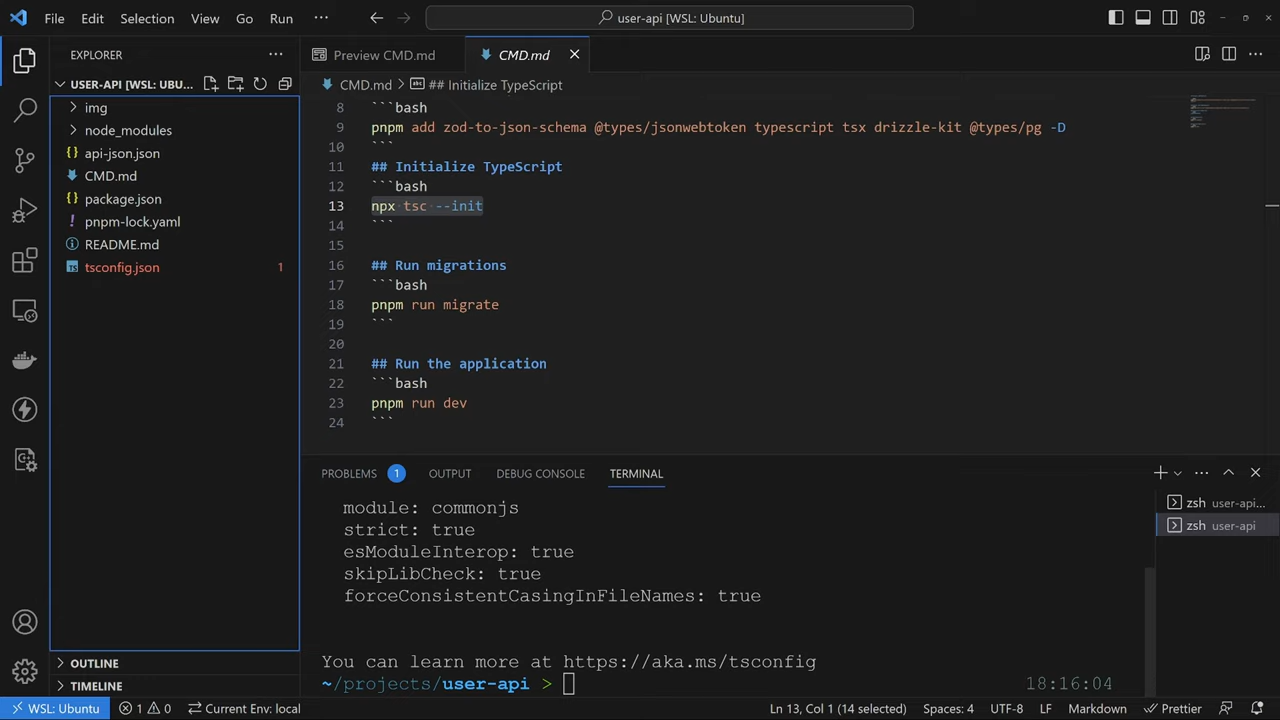 File Edit Selection View Go Run ···
user-api [WSL: Ubuntu]
EXPLORER
USER-API [WSL: UBU...
img
node_modules
api-json.json
CMD.md
package.json
pnpm-lock.yaml
README.md
tsconfig.json 1
OUTLINE
TIMELINE
Preview CMD.md
CMD.md
CMD.md > ## Initialize TypeScript
8 ```bash
9 pnpm add zod-to-json-schema @types/jsonwebtoken typescript tsx drizzle-kit @types/pg -D
10 ```
11 ## Initialize TypeScript
12 ```bash
13 npx tsc --init
14 ```
15
16 ## Run migrations
17 ```bash
18 pnpm run migrate
19 ```
20
21 ## Run the application
22 ```bash
23 pnpm run dev
24 ```
PROBLEMS 1 OUTPUT DEBUG CONSOLE TERMINAL
module: commonjs
strict: true
esModuleInterop: true
skipLibCheck: true
forceConsistentCasingInFileNames: true
You can learn more at https://aka.ms/tsconfig
~/projects/user-api > 18:16:04
zsh user-api...
zsh user-api
WSL: Ubuntu 1 0 Current Env: local Ln 13, Col 1 (14 selected) Spaces: 4 UTF-8 LF Markdown Prettier